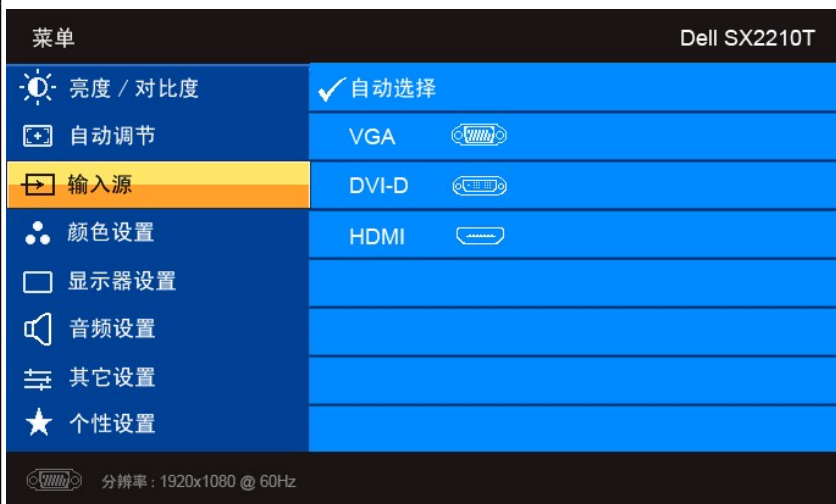 菜单 Dell SX2210T
亮度 / 对比度
自动选择
自动调节
VGA
输入源
DVI-D
颜色设置
HDMI
显示器设置
音频设置
其它设置
个性设置
分辨率 : 1920x1080 @ 60Hz